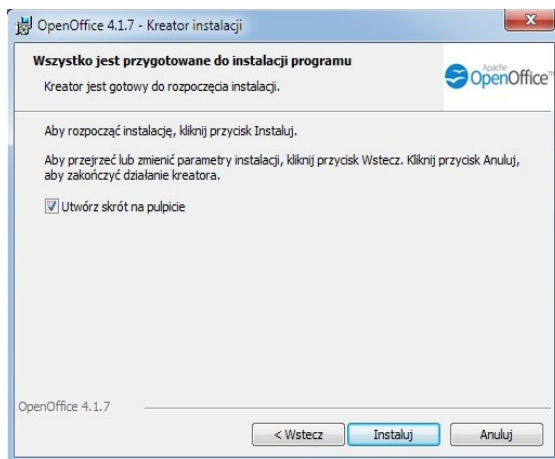 OpenOffice 4.1.7 - Kreator instalacji
Wszystko jest przygotowane do instalacji programu
Kreator jest gotowy do rozpoczęcia instalacji.
Apache
OpenOffice™
Aby rozpocząć instalację, kliknij przycisk Instaluj.
Aby przejrzeć lub zmienić parametry instalacji, kliknij przycisk Wstecz. Kliknij przycisk Anuluj,
aby zakończyć działanie kreatora.
Utwórz skrót na pulpicie
OpenOffice 4.1.7
< Wstecz
Instaluj
Anuluj